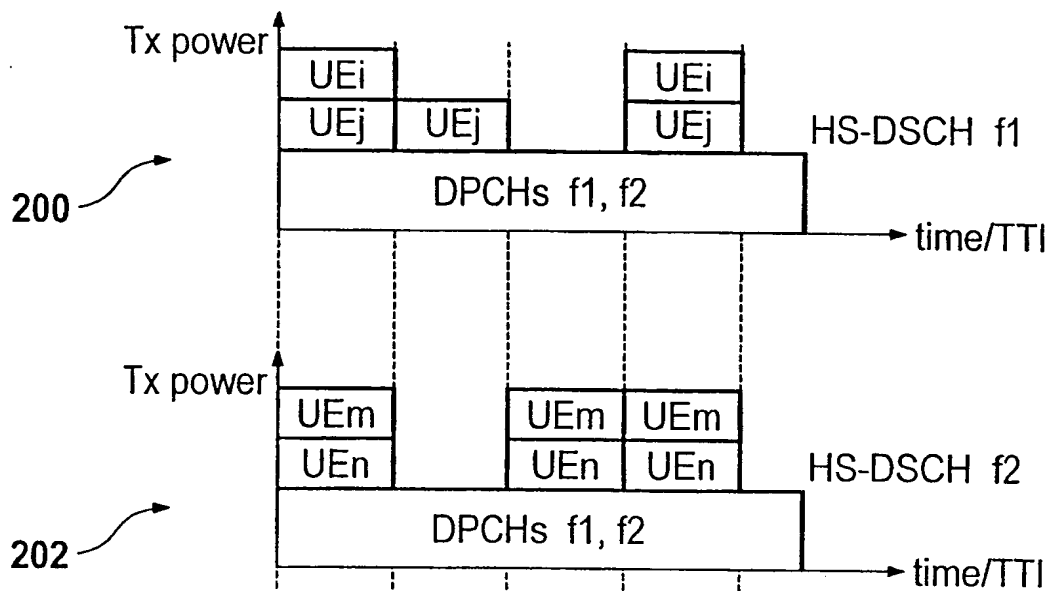 Tx power
UEi UEi
UEj UEj UEj HS-DSCH f1
200
DPCHs f1, f2
time/TTI
Tx power
UEm UEm UEm
UEn UEn UEn HS-DSCH f2
202
DPCHs f1, f2
time/TTI